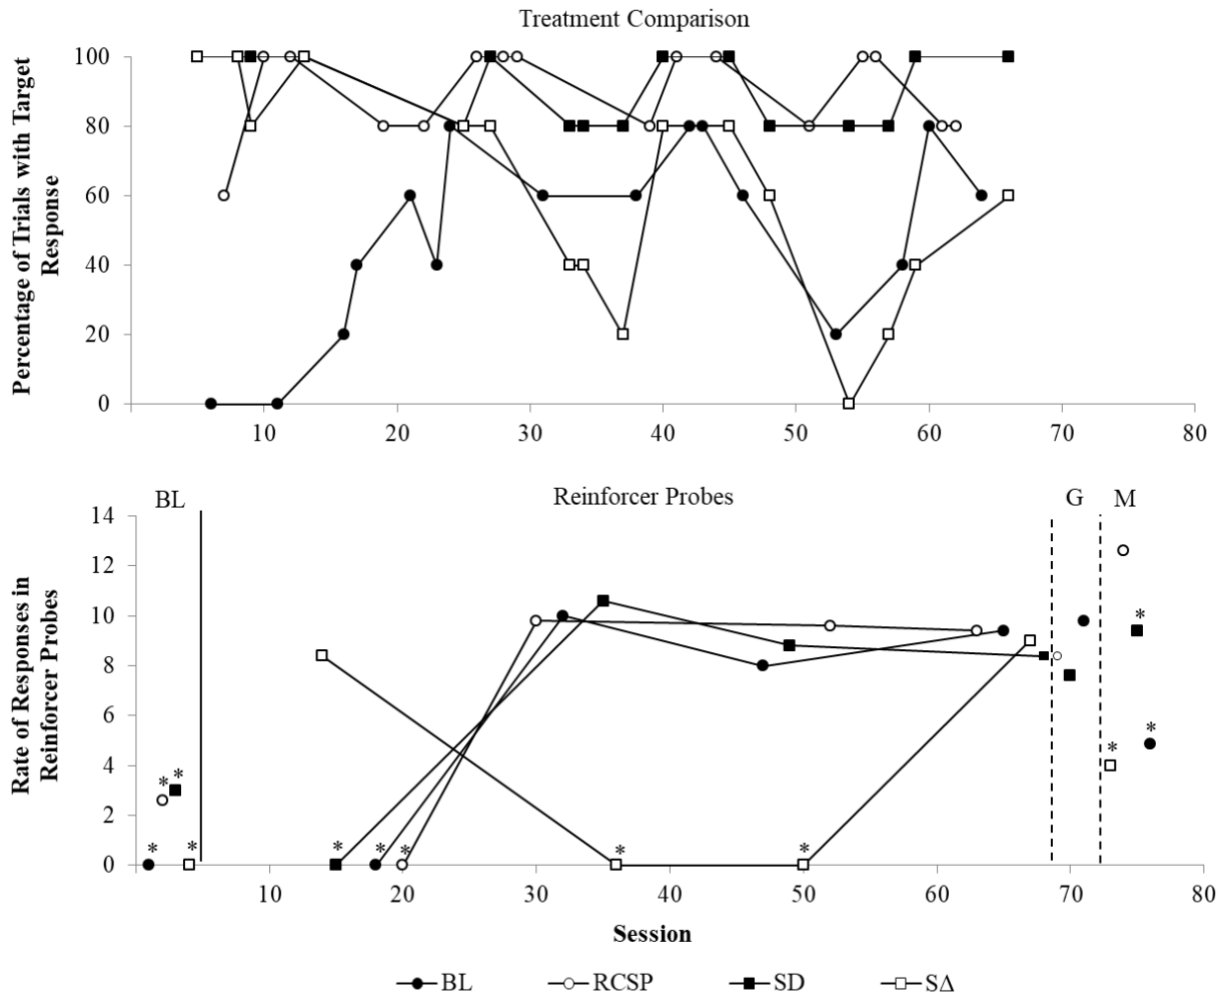 Treatment Comparison
Percentage of Trials with Target
Response
100
80
60
40
20
0
10 20 30 40 50 60 70 80
BL Reinforcer Probes G M
Rate of Responses in
Reinforcer Probes
14
12
10
8
6
4
2
0
* * * * * * * * * * * *
10 20 30 40 50 60 70 80
Session
BL RCSP SD SΔ